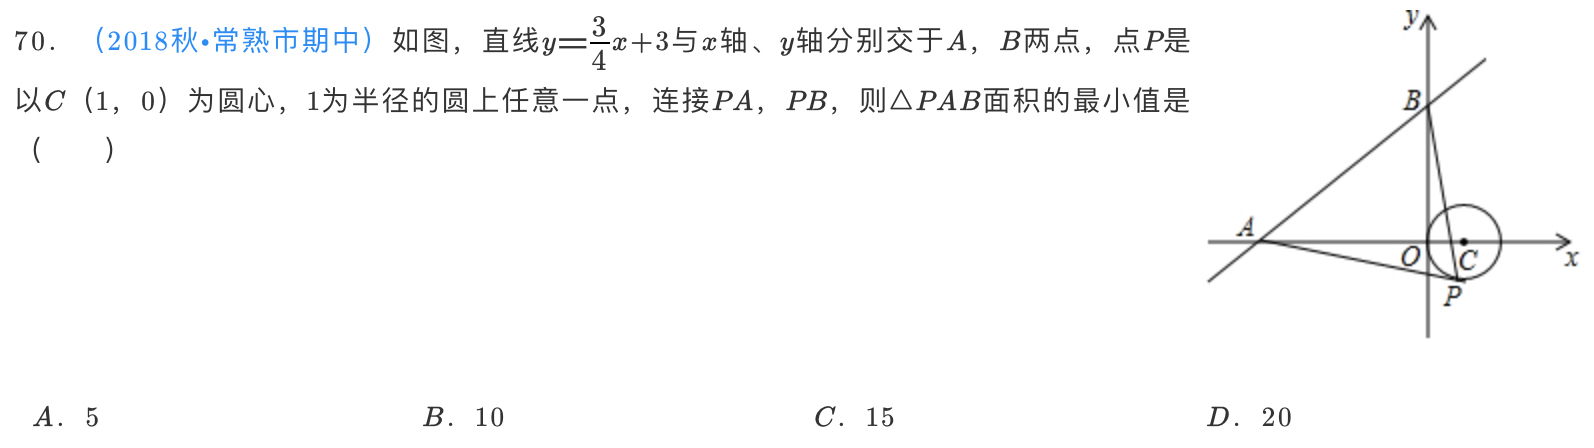 70. （2018秋•常熟市期中）如图，直线y=3/4x+3与x轴、y轴分别交于A，B两点，点P是
以C（1，0）为圆心，1为半径的圆上任意一点，连接PA，PB，则△PAB面积的最小值是
（　　）
y
B
A
O
C
x
P
A．5
B．10
C．15
D．20